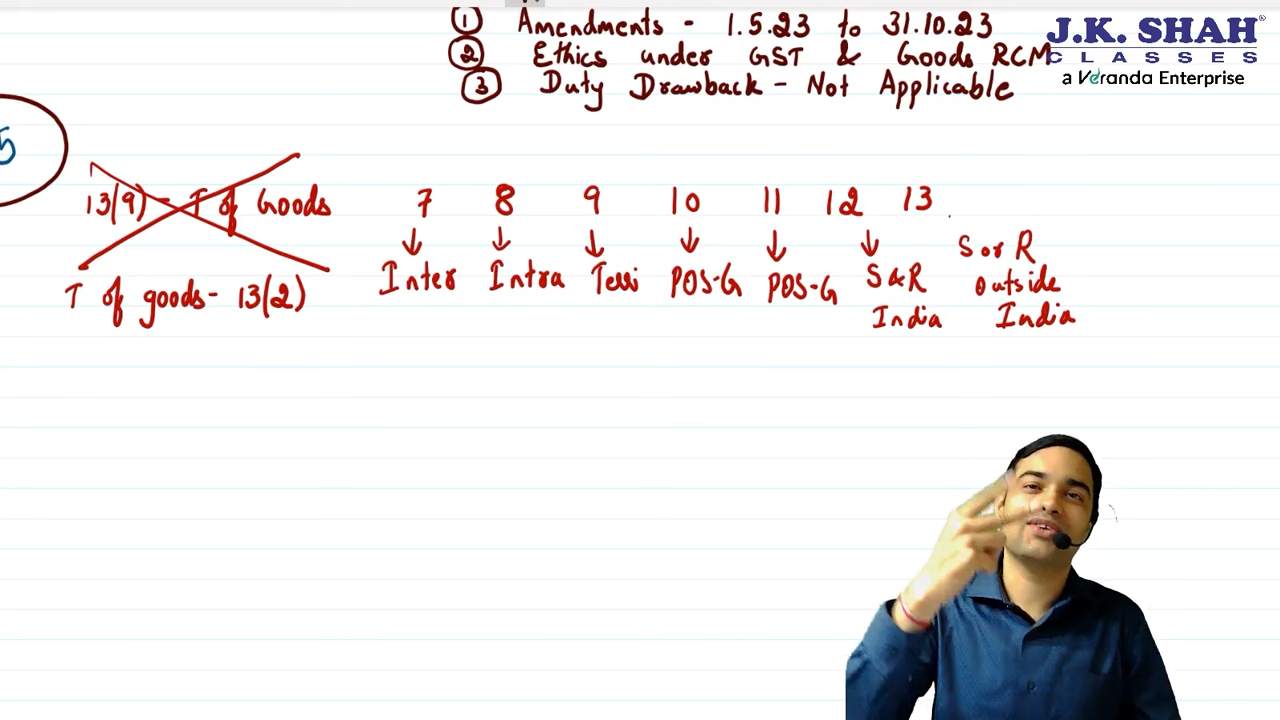 ① Amendments - 1.5.23 to 31.10.23
② Ethics under GST & Goods RCM
③ Duty Drawback - Not Applicable
J.K. SHAH®
CLASSES
a Veranda Enterprise
5
13(9) - T of Goods
T of goods - 13(2)
7 8 9 10 11 12 13
Inter Intra Terri POS-G POS-G S&R India S or R outside India